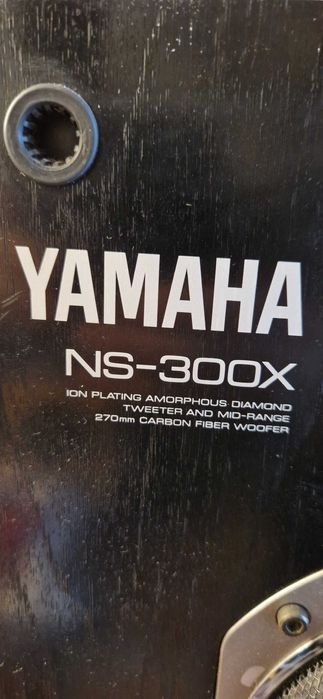 YAMAHA
NS-300X
ION PLATING AMORPHOUS DIAMOND
TWEETER AND MID-RANGE
270mm CARBON FIBER WOOFER